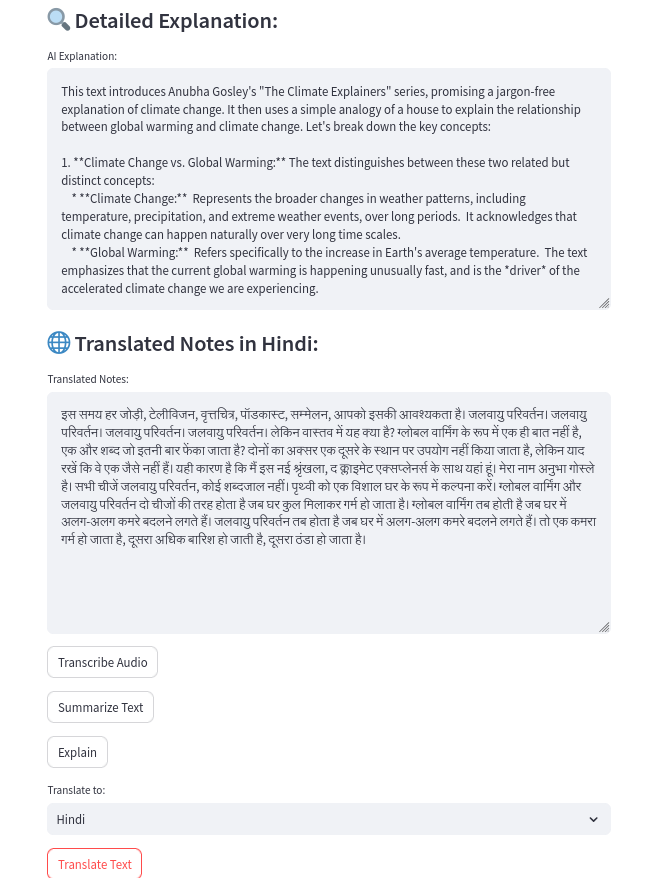 Detailed Explanation:
AI Explanation:
This text introduces Anubha Gosley's "The Climate Explainers" series, promising a jargon-free
explanation of climate change. It then uses a simple analogy of a house to explain the relationship
between global warming and climate change. Let's break down the key concepts:
1. **Climate Change vs. Global Warming:** The text distinguishes between these two related but
distinct concepts:
* **Climate Change:** Represents the broader changes in weather patterns, including
temperature, precipitation, and extreme weather events, over long periods. It acknowledges that
climate change can happen naturally over very long time scales.
* **Global Warming:** Refers specifically to the increase in Earth's average temperature. The text
emphasizes that the current global warming is happening unusually fast, and is the *driver* of the
accelerated climate change we are experiencing.
Translated Notes in Hindi:
Translated Notes:
इस समय हर जोड़ी, टेलीविजन, वृत्तचित्र, पॉडकास्ट, सम्मेलन, आपको इसकी आवश्यकता है। जलवायु परिवर्तन। जलवायु
परिवर्तन। जलवायु परिवर्तन। जलवायु परिवर्तन। लेकिन वास्तव में यह क्या है? ग्लोबल वार्मिंग के रूप में एक ही बात नहीं है,
एक और शब्द जो इतनी बार फेंका जाता है? दोनों का अक्सर एक दूसरे के स्थान पर उपयोग नहीं किया जाता है, लेकिन याद
रखें कि वे एक जैसे नहीं हैं। यही कारण है कि मैं इस नई श्रृंखला, द क्लाइमेट एक्सप्लेनर्स के साथ यहां हूं। मेरा नाम अनुभा गोस्ले
है। सभी चीजें जलवायु परिवर्तन, कोई शब्दजाल नहीं। पृथ्वी को एक विशाल घर के रूप में कल्पना करें। ग्लोबल वार्मिंग और
जलवायु परिवर्तन दो चीजों की तरह होता है जब घर कुल मिलाकर गर्म हो जाता है। ग्लोबल वार्मिंग तब होती है जब घर में
अलग-अलग कमरे बदलने लगते हैं। जलवायु परिवर्तन तब होता है जब घर में अलग-अलग कमरे बदलने लगते हैं। तो एक कमरा
गर्म हो जाता है, दूसरा अधिक बारिश हो जाती है, दूसरा ठंडा हो जाता है।
Transcribe Audio
Summarize Text
Explain
Translate to:
Hindi
Translate Text